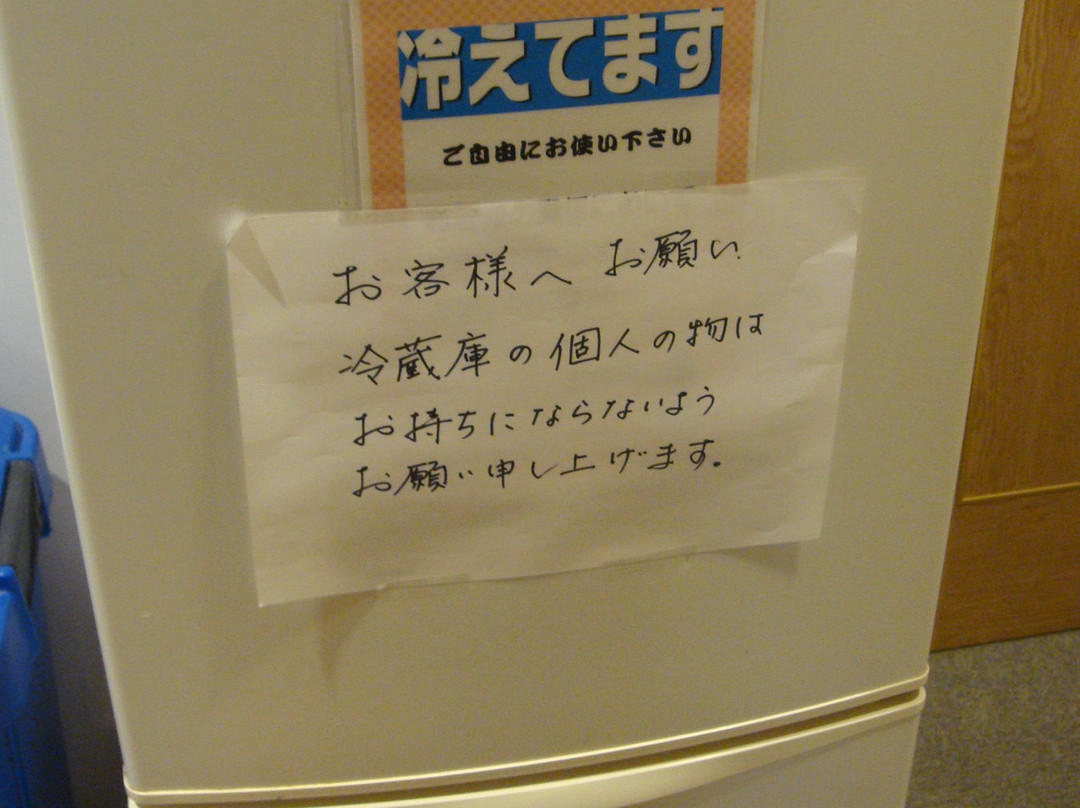 冷えてます
ご自由にお使い下さい
お客様へ お願い
冷蔵庫の個人の物は
お持ちにならないよう
お願い申し上げます。